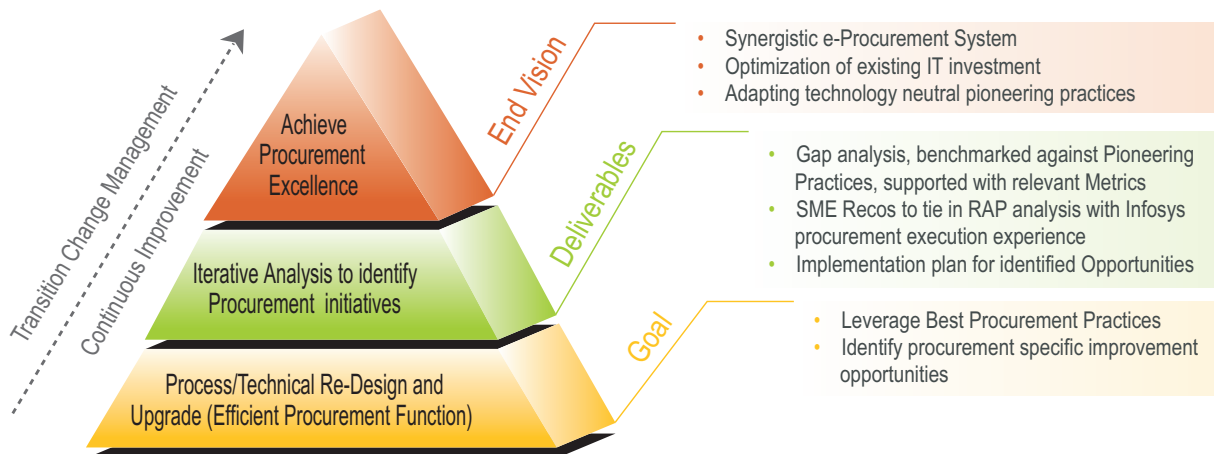 Transition Change Management
Continuous Improvement
Achieve
Procurement
Excellence
End Vision
• Synergistic e-Procurement System
• Optimization of existing IT investment
• Adapting technology neutral pioneering practices
Iterative Analysis to identify
Procurement initiatives
Deliverables
• Gap analysis, benchmarked against Pioneering
Practices, supported with relevant Metrics
• SME Recos to tie in RAP analysis with Infosys
procurement execution experience
• Implementation plan for identified Opportunities
Process/Technical Re-Design and
Upgrade (Efficient Procurement Function)
Goal
• Leverage Best Procurement Practices
• Identify procurement specific improvement
opportunities